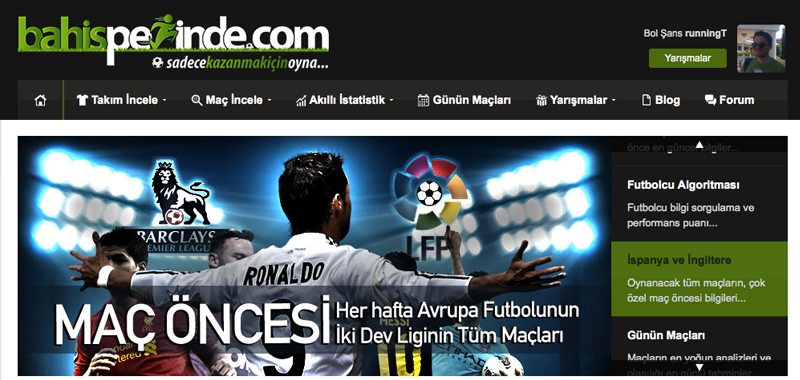 bahispeşinde.com
sadecekazanmakiçinoyna...
Bol Şans runningT
Yarışmalar
Takım İncele
Maç İncele
Akıllı İstatistik
Günün Maçları
Yarışmalar
Blog
Forum
BARCLAYS
PREMIER LEAGUE
LFP
RONALDO
9
MESSI
MAÇ ÖNCESİ
Her hafta Avrupa Futbolunun
İki Dev Liginin Tüm Maçları
önce en güncel bilgiler...
Futbolcu Algoritması
Futbolcu bilgi sorgulama ve
performans puanı...
İspanya ve İngiltere
Oynanacak tüm maçların, çok
özel maç öncesi bilgileri...
Günün Maçları
Maçların en yoğun analizleri ve